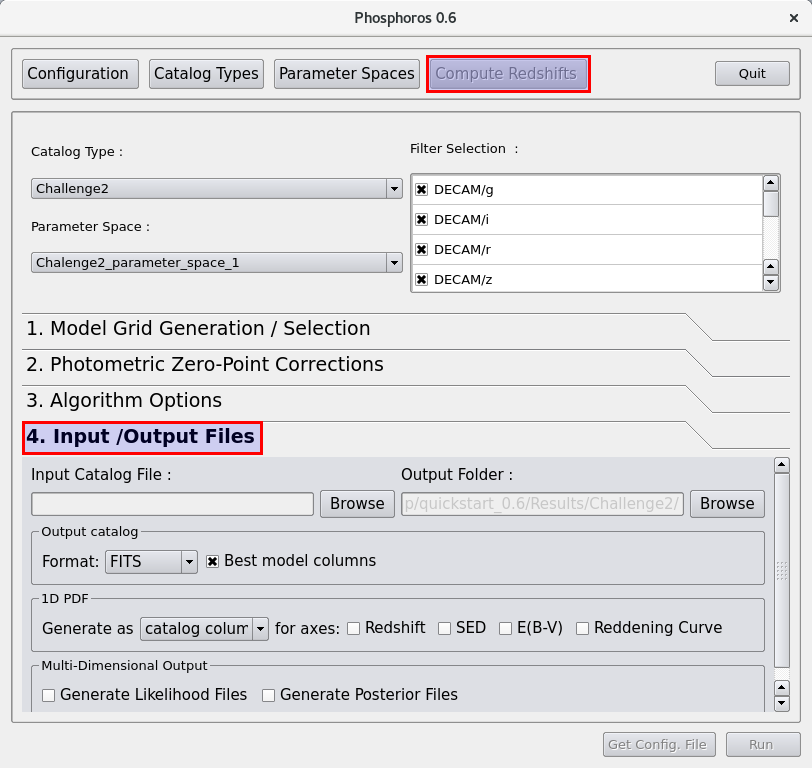 Phosphoros 0.6
Configuration Catalog Types Parameter Spaces Compute Redshifts Quit
Catalog Type :
Filter Selection :
Challenge2
DECAM/g
DECAM/i
Parameter Space :
DECAM/r
Chalenge2_parameter_space_1
DECAM/z
1. Model Grid Generation / Selection
2. Photometric Zero-Point Corrections
3. Algorithm Options
4. Input /Output Files
Input Catalog File : Output Folder :
Browse p/quickstart_0.6/Results/Challenge2/ Browse
Output catalog
Format: FITS Best model columns
1D PDF
Generate as catalog colum for axes: Redshift SED E(B-V) Reddening Curve
Multi-Dimensional Output
Generate Likelihood Files Generate Posterior Files
Get Config. File Run